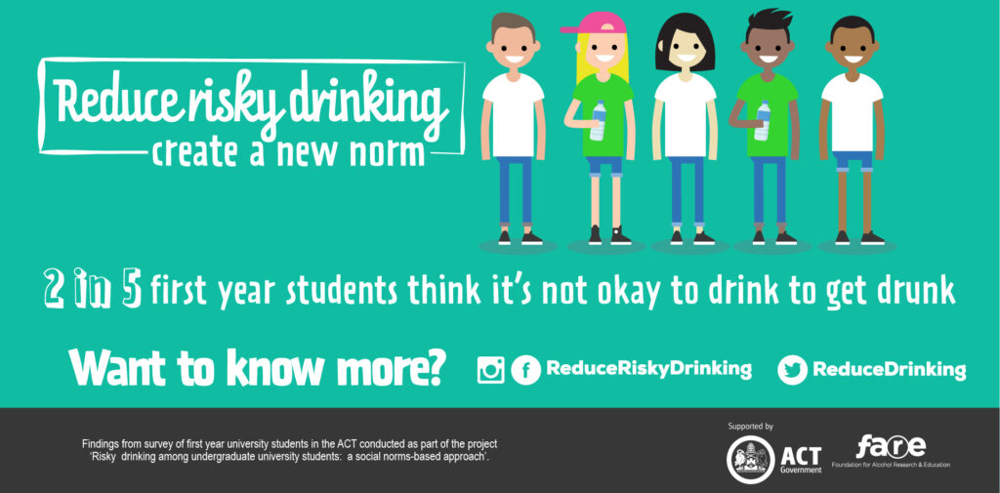 Reduce risky drinking
create a new norm
2 in 5 first year students think it's not okay to drink to get drunk
Want to know more?
ReduceRiskyDrinking
ReduceDrinking
Findings from survey of first year university students in the ACT conducted as part of the project
'Risky drinking among undergraduate university students: a social norms-based approach'.
Supported by
ACT
Government
fare
Foundation for Alcohol Research & Education